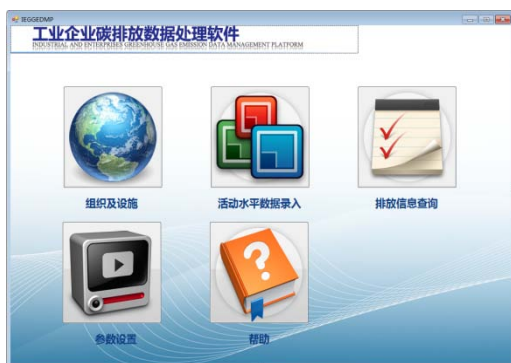 IEGGEDMP
工业企业碳排放数据处理软件
INDUSTRIAL AND ENTERPRISES GREENHOUSE GAS EMISSION DATA MANAGEMENT PLATFORM
组织及设施
活动水平数据录入
排放信息查询
参数设置
帮助